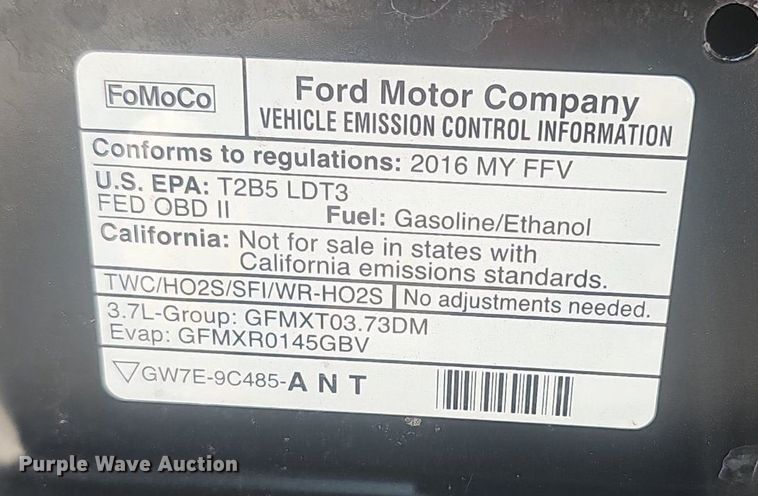 FoMoCo
Ford Motor Company
VEHICLE EMISSION CONTROL INFORMATION
Conforms to regulations: 2016 MY FFV
U.S. EPA: T2B5 LDT3
FED OBD II Fuel: Gasoline/Ethanol
California: Not for sale in states with
California emissions standards.
TWC/HO2S/SFI/WR-HO2S No adjustments needed.
3.7L-Group: GFMXT03.73DM
Evap: GFMXR0145GBV
GW7E-9C485-A N T
Purple Wave Auction